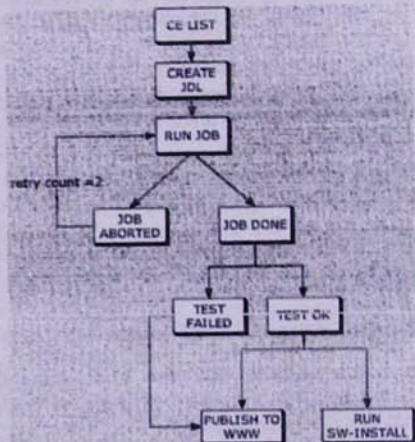 CE LIST
CREATE
JDL
RUN JOB
retry count =2
JOB
ABORTED
JOB DONE
TEST
FAILED
TEST OK
PUBLISH TO
WWW
RUN
SW-INSTALL